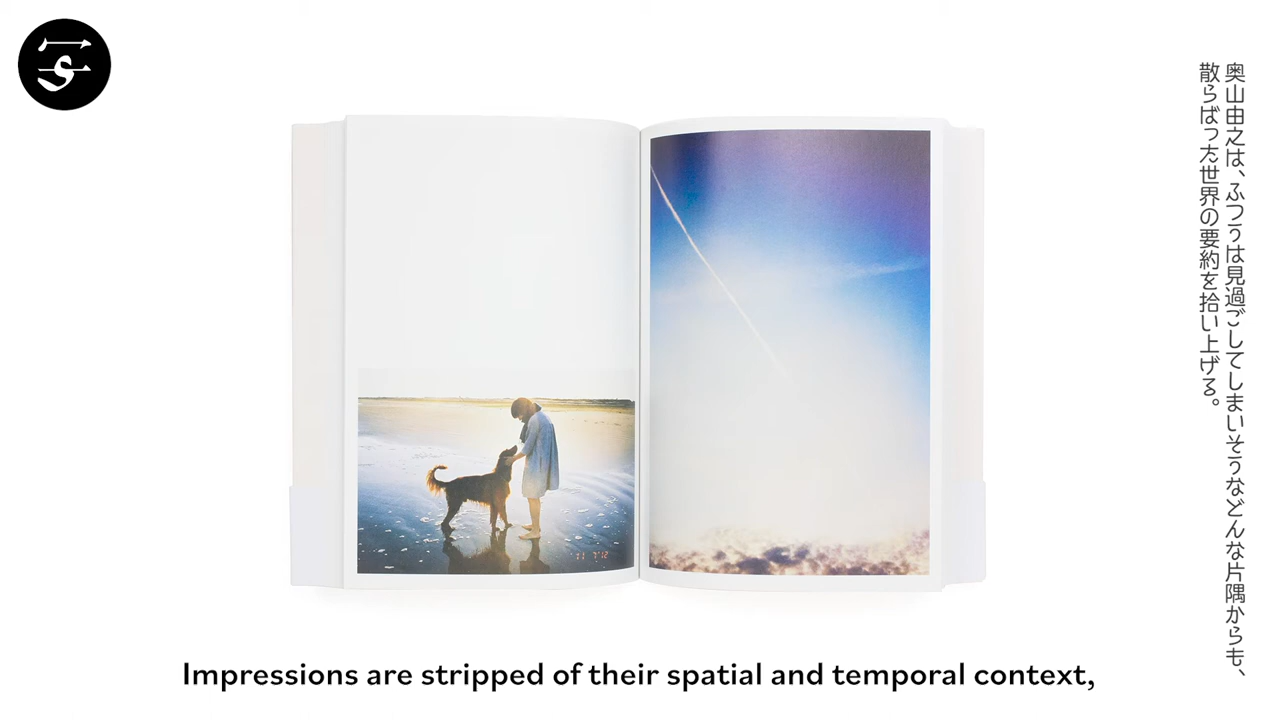 奥山由之は、ふつうは見過ごしてしまいそうなどんな片隅からも、
散らばった世界の要約を拾い上げる。
Impressions are stripped of their spatial and temporal context,